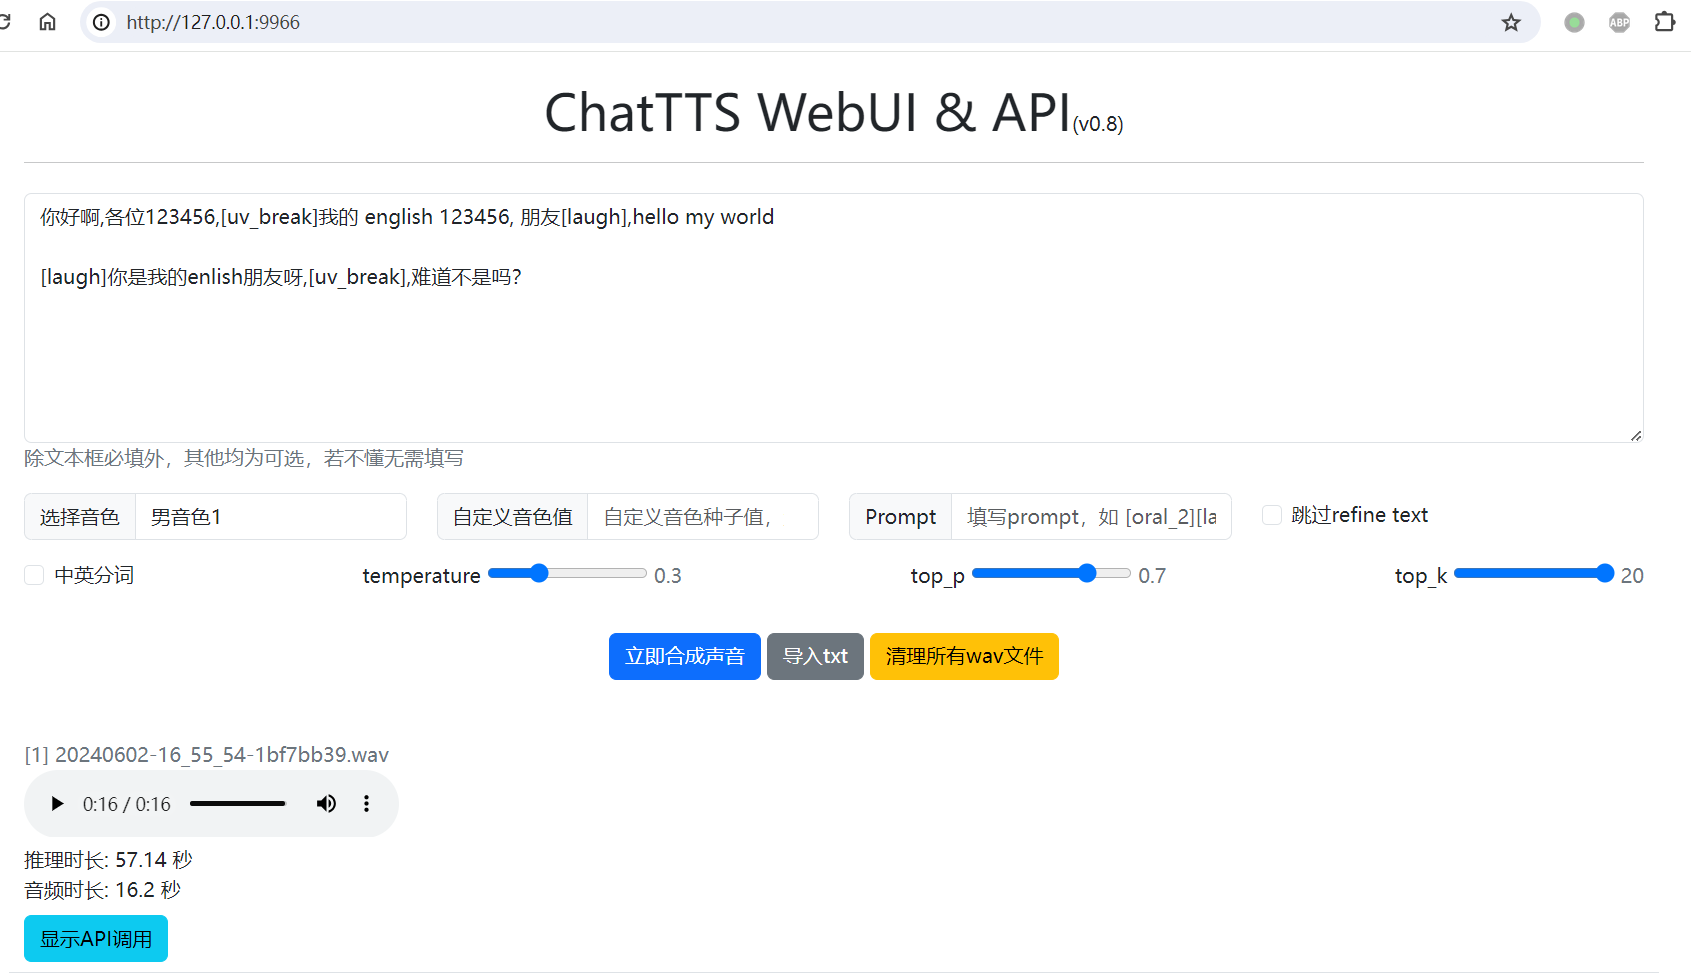 http://127.0.0.1:9966
ABP
ChatTTS WebUI & API(v0.8)
你好啊,各位123456,[uv_break]我的 english 123456, 朋友[laugh],hello my world
[laugh]你是我的enlish朋友呀,[uv_break],难道不是吗?
除文本框必填外，其他均为可选，若不懂无需填写
选择音色 男音色1 自定义音色值 自定义音色种子值， Prompt 填写prompt，如 [oral_2][la 跳过refine text
中英分词 temperature 0.3 top_p 0.7 top_k 20
立即合成声音 导入txt 清理所有wav文件
[1] 20240602-16_55_54-1bf7bb39.wav
0:16 / 0:16
推理时长: 57.14 秒
音频时长: 16.2 秒
显示API调用